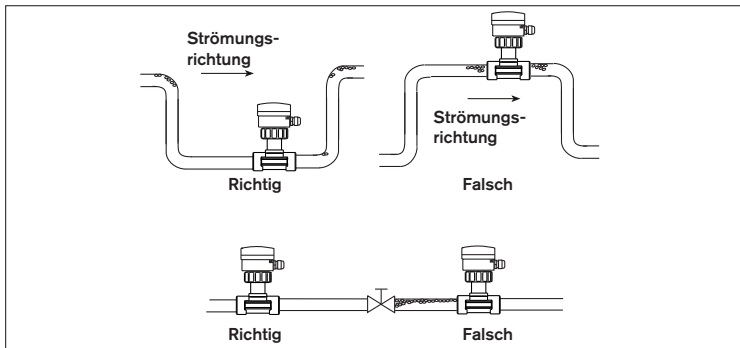 Strömungs-
richtung
Richtig
Strömungs-
richtung
Falsch
Richtig
Falsch